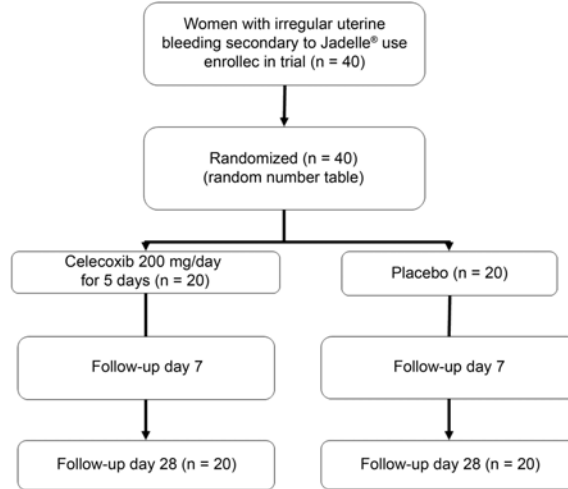 Women with irregular uterine
bleeding secondary to Jadelle® use
enrollec in trial (n = 40)
Randomized (n = 40)
(random number table)
Celecoxib 200 mg/day
for 5 days (n = 20)
Placebo (n = 20)
Follow-up day 7
Follow-up day 7
Follow-up day 28 (n = 20)
Follow-up day 28 (n = 20)